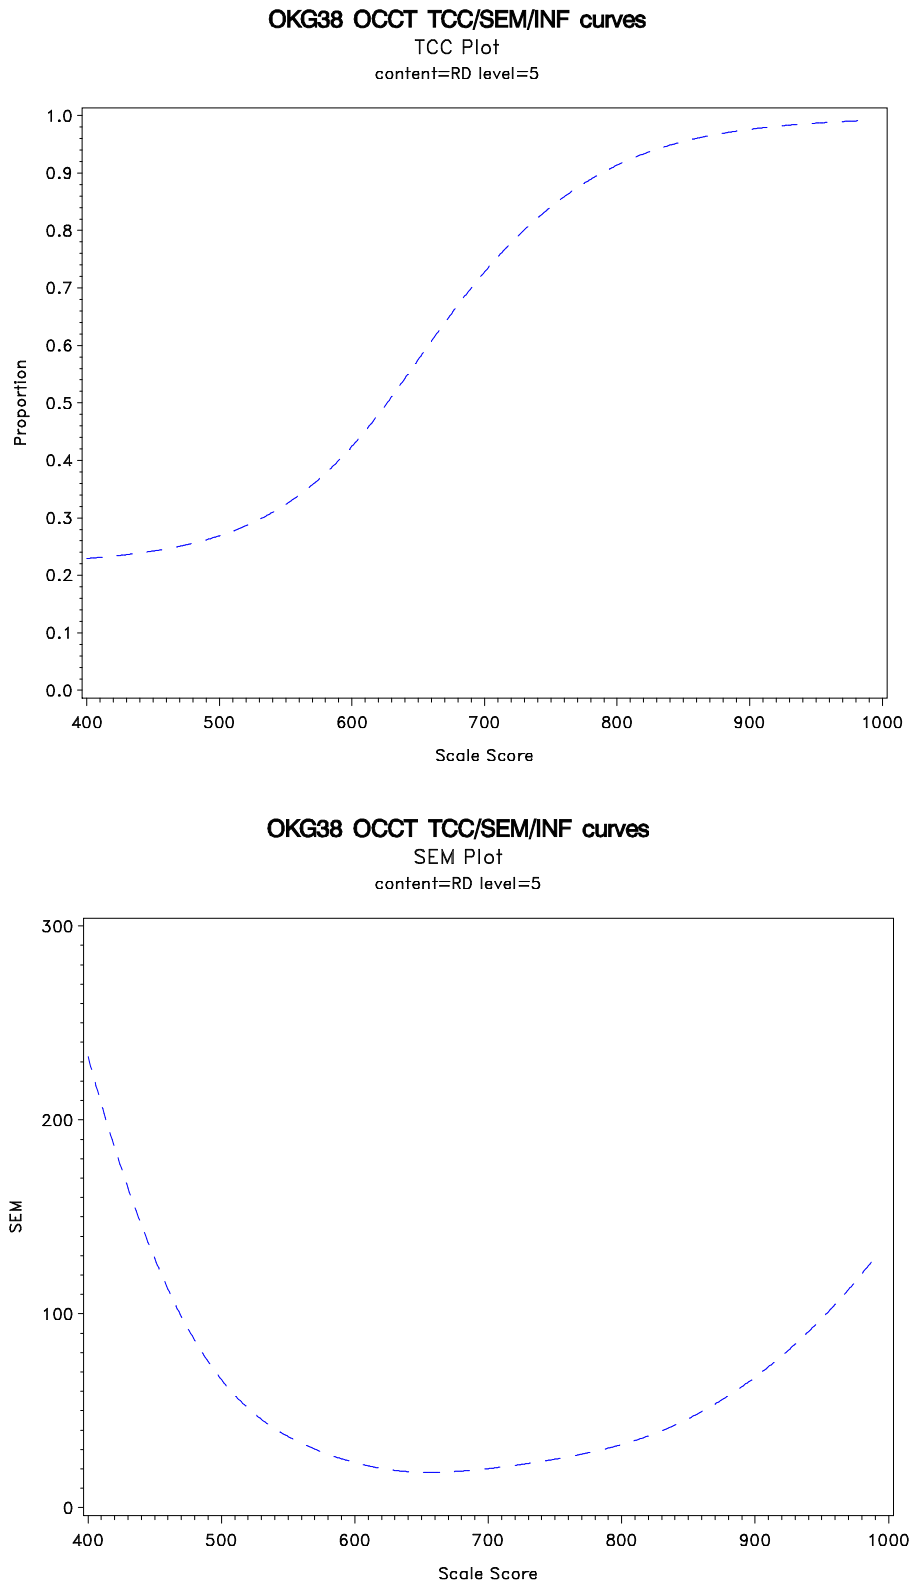 OKG38 OCCT TCC/SEM/INF curves
TCC Plot
content=RD level=5
1.0
0.9
0.8
0.7
0.6
0.5
0.4
0.3
0.2
0.1
0.0
Proportion
400 500 600 700 800 900 1000
Scale Score
OKG38 OCCT TCC/SEM/INF curves
SEM Plot
content=RD level=5
300
200
100
0
SEM
400 500 600 700 800 900 1000
Scale Score